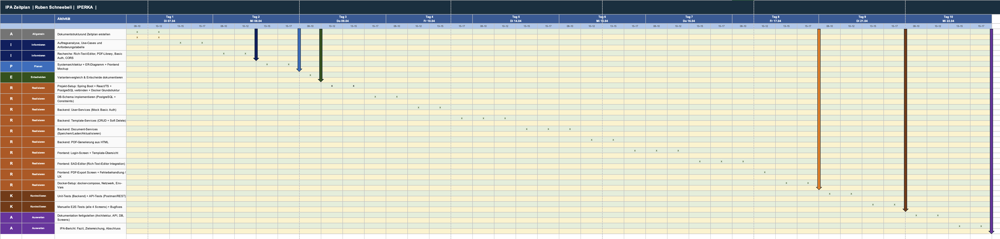 IPA Zeitplan | Ruben Schneebeli | IPERKA |
Aktivität
Tag 1 Tag 2 Tag 3 Tag 4 Tag 5 Tag 6 Tag 7 Tag 8 Tag 9 Tag 10
Di 07.04 Mi 08.04 Do 09.04 Fr 10.04 Di 14.04 Mi 15.04 Do 16.04 Fr 17.04 Di 21.04 Mi 22.04
08–10 10–12 13–15 15–17 08–10 10–12 13–15 15–17 08–10 10–12 13–15 15–17 08–10 10–12 13–15 15–17 08–10 10–12 13–15 15–17 08–10 10–12 13–15 15–17 08–10 10–12 13–15 15–17 08–10 10–12 13–15 15–17 08–10 10–12 13–15 15–17 08–10 10–12 13–15 15–17
x x
A Allgemein Dokumentstrukturund Zeitplan erstellen
x x
I Informieren Auftragsanalyse, Use-Cases und x x
Anforderungstabelle
I Informieren Recherche: Rich-Text-Editor, PDF-Library, Basic x x
Auth, CORS
P Planen Systemarchitektur + ER-Diagramm + Frontend x x
Mockup
E Entscheiden Variantenvergleich & Entscheide dokumentieren x
R Realisieren Projekt-Setup: Spring Boot + React/TS + x x
PostgreSQL verbinden + Docker Grundstruktur
R Realisieren DB-Schema implementieren (PostgreSQL + x x
Constraints)
R Realisieren Backend: User-Services (Mock Basic Auth) x x
R Realisieren Backend: Template-Services (CRUD + Soft Delete) x x x
R Realisieren Backend: Document-Services x x x
(Speichern/Laden/Aktualisieren)
R Realisieren Backend: PDF-Generierung aus HTML x x
R Realisieren Frontend: Login-Screen + Template-Übersicht x x x
R Realisieren Frontend: SAD-Editor (Rich-Text-Editor Integration) x x x
R Realisieren Frontend: PDF-Export Screen + Fehlerbehandlung / x
UX
R Realisieren Docker-Setup: docker-compose, Netzwerk, Env- x x
Vars
K Kontrollieren Unit-Tests (Backend) + API-Tests (Postman/REST) x x
K Kontrollieren Manuelle E2E-Tests (alle 4 Screens) + Bugfixes x x
A Auswerten Dokumentation fertigstellen (Architektur, API, DB, x x
Screens)
A Auswerten IPA-Bericht: Fazit, Zielerreichung, Abschluss x x